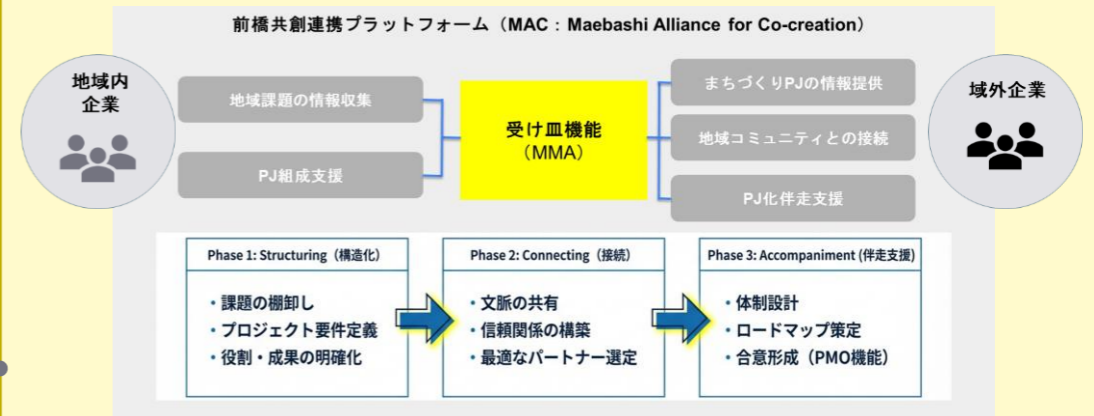 前橋共創連携プラットフォーム（MAC：Maebashi Alliance for Co-creation）
地域内
企業
地域課題の情報収集
PJ組成支援
受け皿機能
（MMA）
まちづくりPJの情報提供
地域コミュニティとの接続
PJ化伴走支援
域外企業
Phase 1: Structuring（構造化）
・課題の棚卸し
・プロジェクト要件定義
・役割・成果の明確化
Phase 2: Connecting（接続）
・文脈の共有
・信頼関係の構築
・最適なパートナー選定
Phase 3: Accompaniment (伴走支援)
・体制設計
・ロードマップ策定
・合意形成（PMO機能）